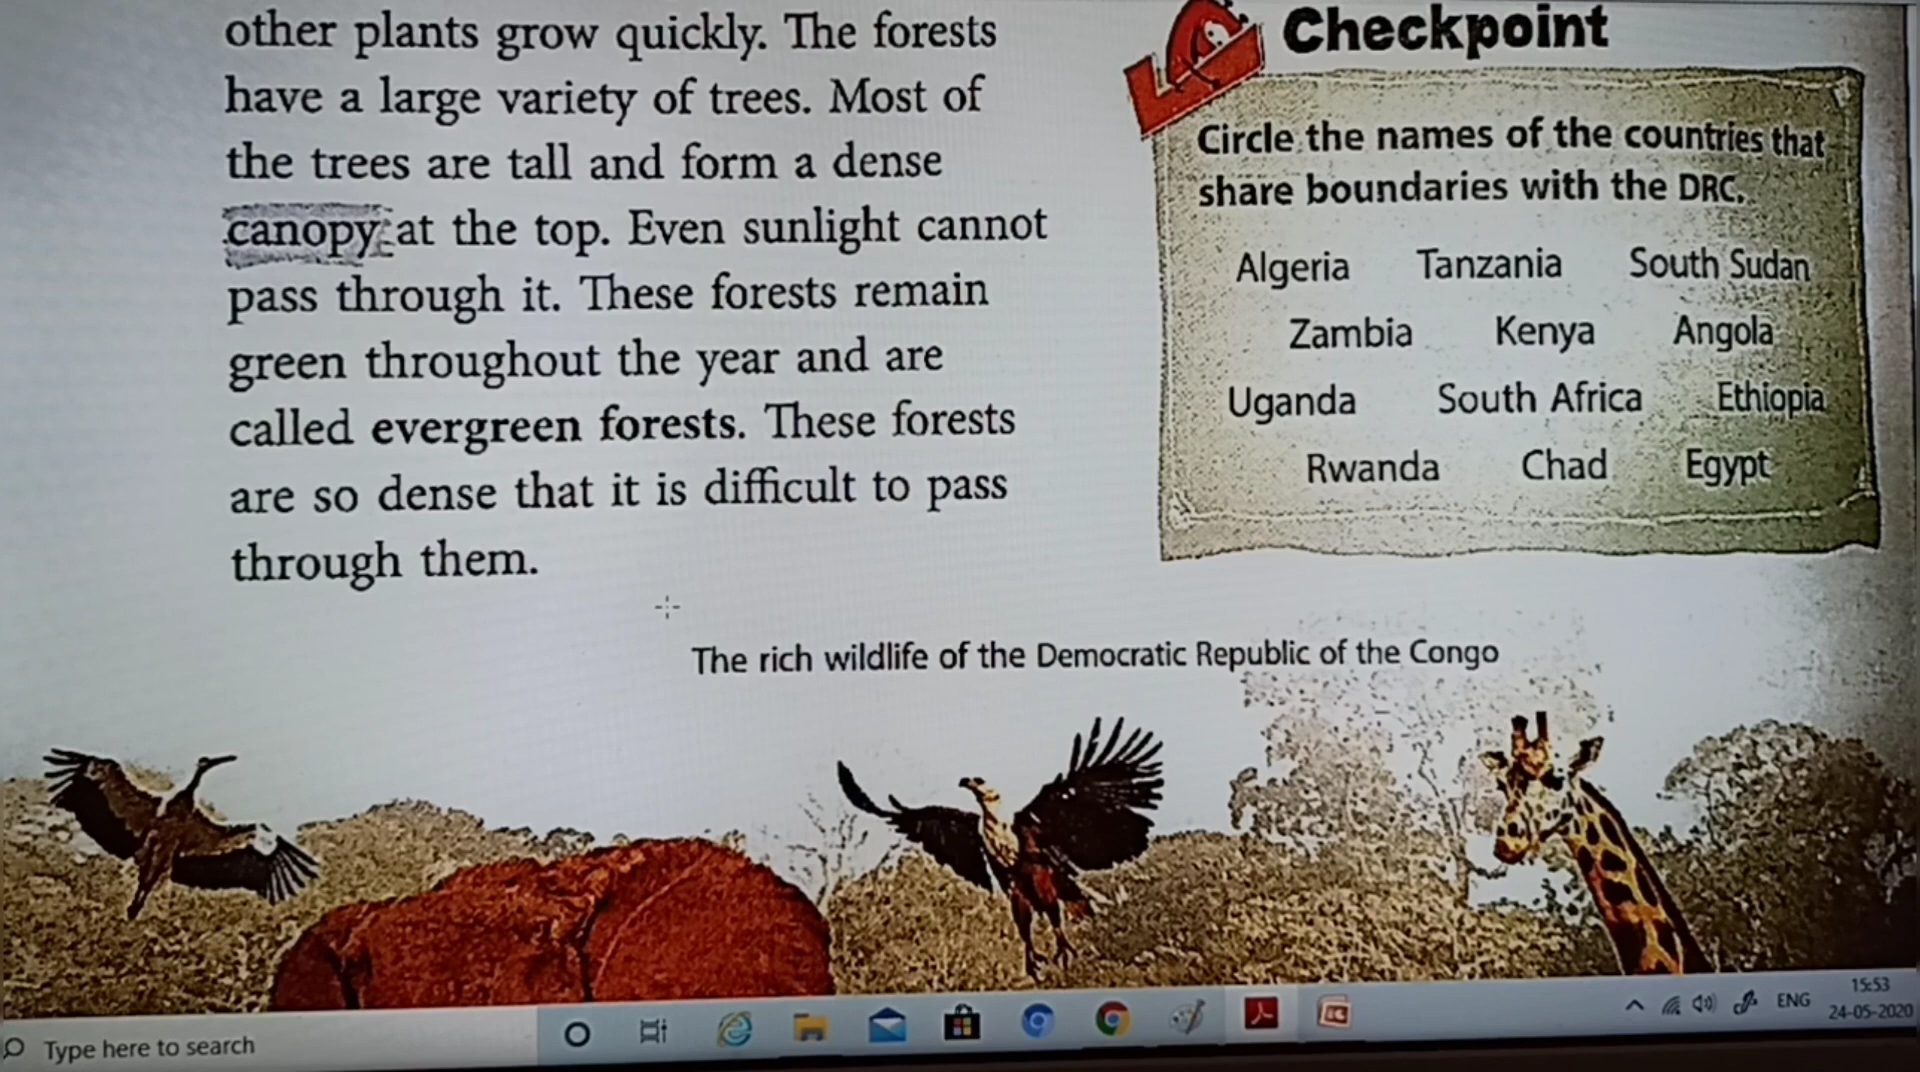 other plants grow quickly. The forests
have a large variety of trees. Most of
the trees are tall and form a dense
canopy at the top. Even sunlight cannot
pass through it. These forests remain
green throughout the year and are
called evergreen forests. These forests
are so dense that it is difficult to pass
through them.
Checkpoint
Circle the names of the countries that
share boundaries with the DRC.
Algeria Tanzania South Sudan
Zambia Kenya Angola
Uganda South Africa Ethiopia
Rwanda Chad Egypt
The rich wildlife of the Democratic Republic of the Congo
Type here to search
ENG
15:53
24-05-2020